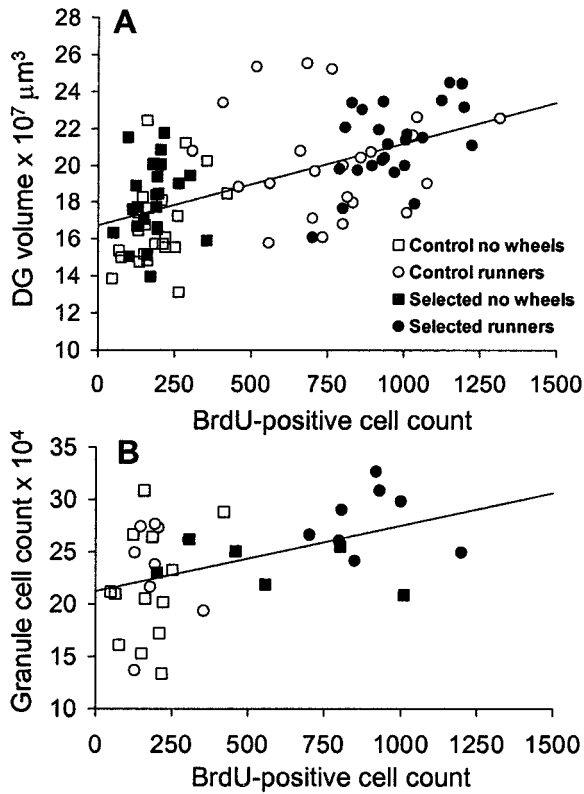 A
DG volume x 10⁷ µm³
28
26
24
22
20
18
16
14
12
10
Control no wheels
Control runners
Selected no wheels
Selected runners
0 250 500 750 1000 1250 1500
BrdU-positive cell count
B
Granule cell count x 10⁴
35
30
25
20
15
10
0 250 500 750 1000 1250 1500
BrdU-positive cell count